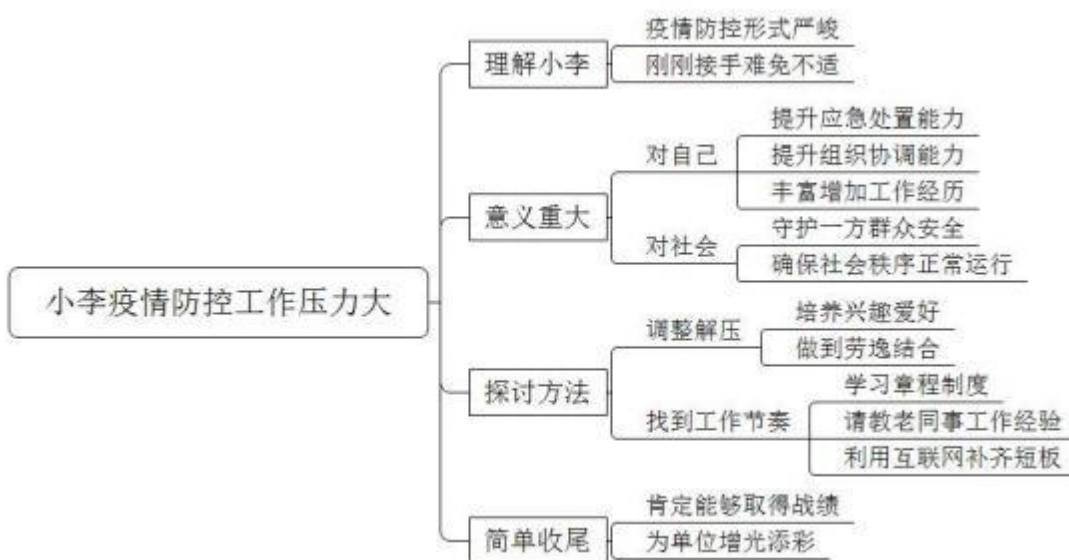 小李疫情防控工作压力大
理解小李
疫情防控形式严峻
刚刚接手难免不适
意义重大
对自己
提升应急处置能力
提升组织协调能力
丰富增加工作经历
对社会
守护一方群众安全
确保社会秩序正常运行
探讨方法
调整解压
培养兴趣爱好
做到劳逸结合
找到工作节奏
学习章程制度
请教老同事工作经验
利用互联网补齐短板
简单收尾
肯定能够取得战绩
为单位增光添彩